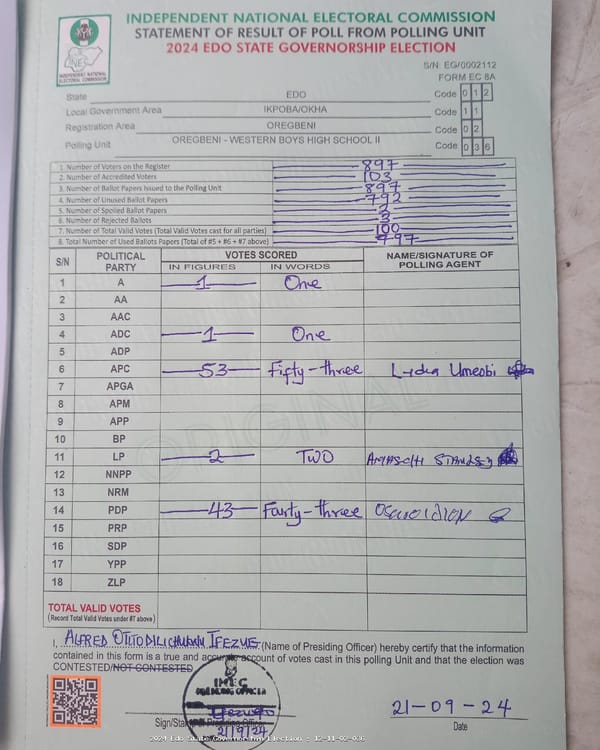 INDEPENDENT NATIONAL ELECTORAL COMMISSION
STATEMENT OF RESULT OF POLL FROM POLLING UNIT
2024 EDO STATE GOVERNORSHIP ELECTION
INDEPENDENT NATIONAL ELECTORAL COMMISSION
S/N: EG/0002112
FORM EC 8A
State EDO Code 0 1 2
Local Government Area IKPOBA/OKHA Code 1 1
Registration Area OREGBENI Code 0 2
Polling Unit OREGBENI - WESTERN BOYS HIGH SCHOOL II Code 0 3 6
1. Number of Voters on the Register 897
2. Number of Accredited Voters 103
3. Number of Ballot Papers Issued to the Polling Unit 897
4. Number of Unused Ballot Papers 792
5. Number of Spoiled Ballot Papers 2
6. Number of Rejected Ballots 3
7. Number of Total Valid Votes (Total Valid Votes cast for all parties) 100
8. Total Number of Used Ballots Papers (Total of #5 + #6 + #7 above) 797
S/N POLITICAL PARTY VOTES SCORED NAME/SIGNATURE OF POLLING AGENT
IN FIGURES IN WORDS
1 A 1 One
2 AA
3 AAC
4 ADC 1 One
5 ADP
6 APC 53 Fifty-three Lydia Umeobi
7 APGA
8 APM
9 APP
10 BP
11 LP 2 TWO
12 NNPP
13 NRM
14 PDP 43 Fourty-three
15 PRP
16 SDP
17 YPP
18 ZLP
ORIGINAL
TOTAL VALID VOTES
(Record Total Valid Votes under #7 above)
I, ALFRED OTITODILICHUKWU IFEZUE (Name of Presiding Officer) hereby certify that the information
contained in this form is a true and accurate account of votes cast in this polling Unit and that the election was
CONTESTED/NOT CONTESTED
INEC
PRESIDING OFFICER
21/9/24
Sign/Stamp of Presiding Officer
21-09-24
Date
2024 Edo State Governorship Election - 12-11-02-036